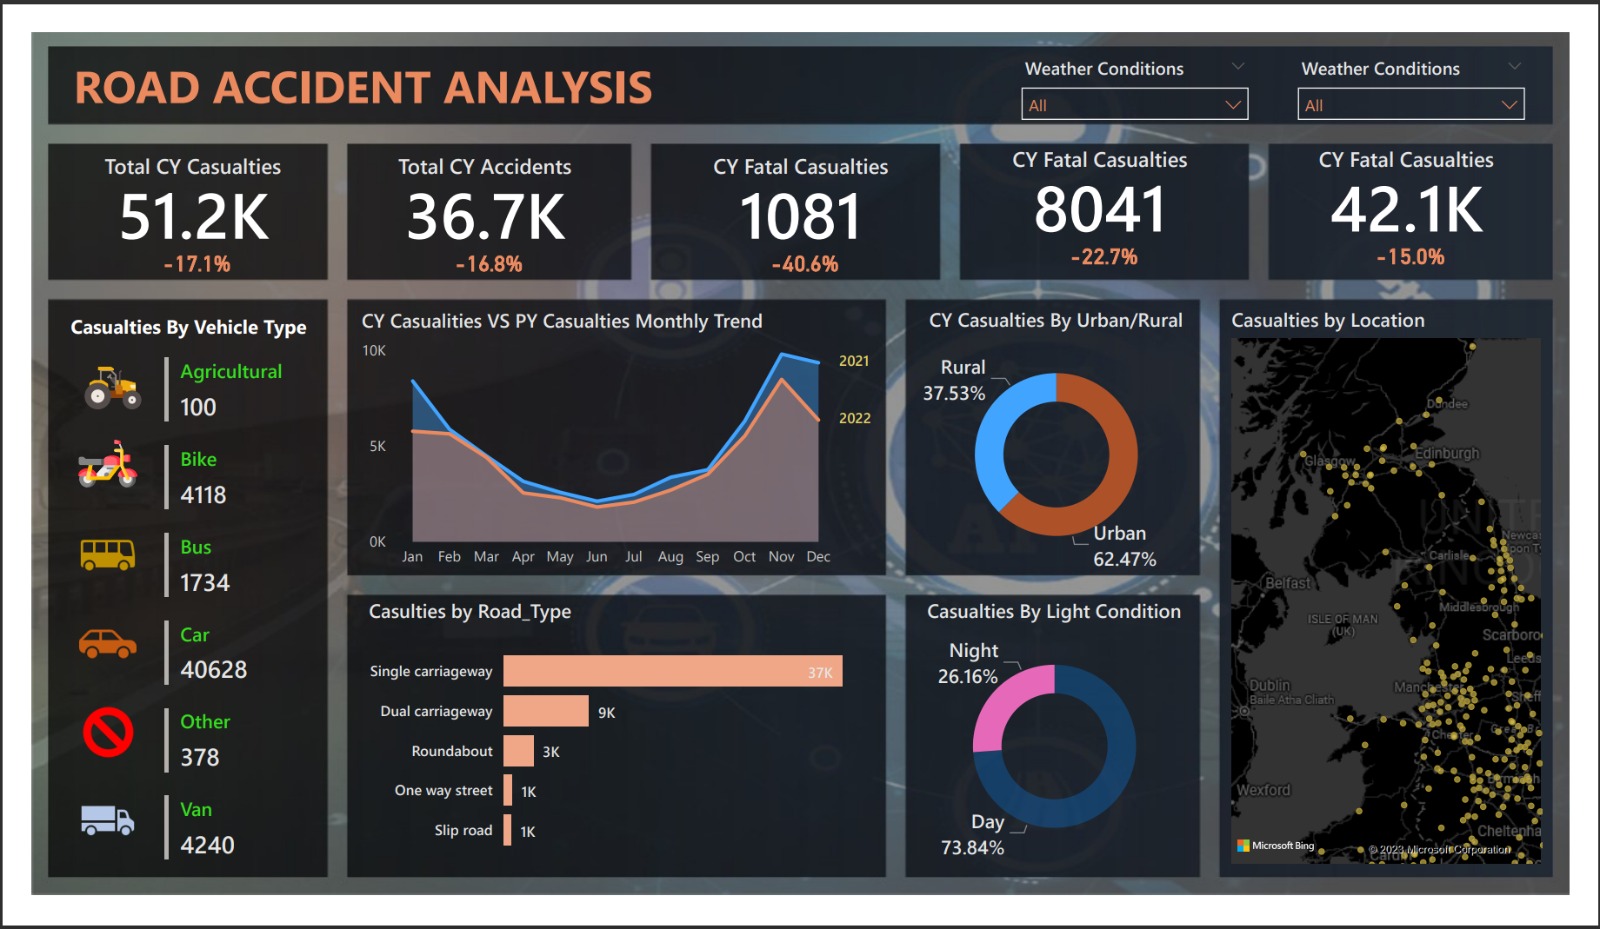 ROAD ACCIDENT ANALYSIS
Weather Conditions
All
Weather Conditions
All
Total CY Casualties
51.2K
-17.1%
Total CY Accidents
36.7K
-16.8%
CY Fatal Casualties
1081
-40.6%
CY Fatal Casualties
8041
-22.7%
CY Fatal Casualties
42.1K
-15.0%
Casualties By Vehicle Type
Agricultural
100
Bike
4118
Bus
1734
Car
40628
Other
378
Van
4240
CY Casualities VS PY Casualties Monthly Trend
10K
5K
0K
2021
2022
Jan Feb Mar Apr May Jun Jul Aug Sep Oct Nov Dec
Casulties by Road_Type
Single carriageway 37K
Dual carriageway 9K
Roundabout 3K
One way street 1K
Slip road 1K
CY Casualties By Urban/Rural
Rural
37.53%
Urban
62.47%
Casualties By Light Condition
Night
26.16%
Day
73.84%
Casualties by Location
Dundee
Glasgow
Edinburgh
UNITE
KINGDO
Newcas
upon T
Carlisle
Belfast
Middlesbrough
ISLE OF MAN
(UK)
Scarboro
Leeds
Dublin
Baile Átha Cliath
Manchester
Sheff
Chester
Wexford
Cheltenha
Cardiff
Microsoft Bing
© 2023 Microsoft Corporation